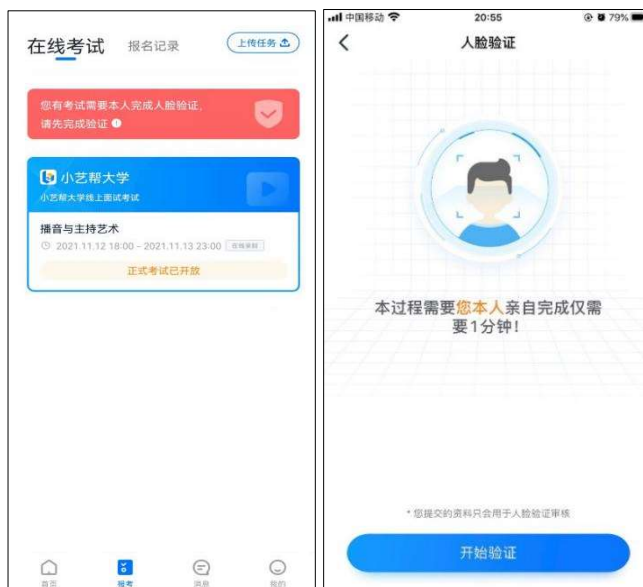 在线考试
报名记录
上传任务
您有考试需要本人完成人脸验证,
请先完成验证
小艺帮大学
小艺帮大学线上面试考试
播音与主持艺术
2021.11.12 18:00 - 2021.11.13 23:00
正式考试已开放
首页
报考
消息
我的
中国移动
20:55
79%
人脸验证
本过程需要您本人亲自完成仅需
要1分钟!
* 您提交的资料只会用于人脸验证审核
开始验证